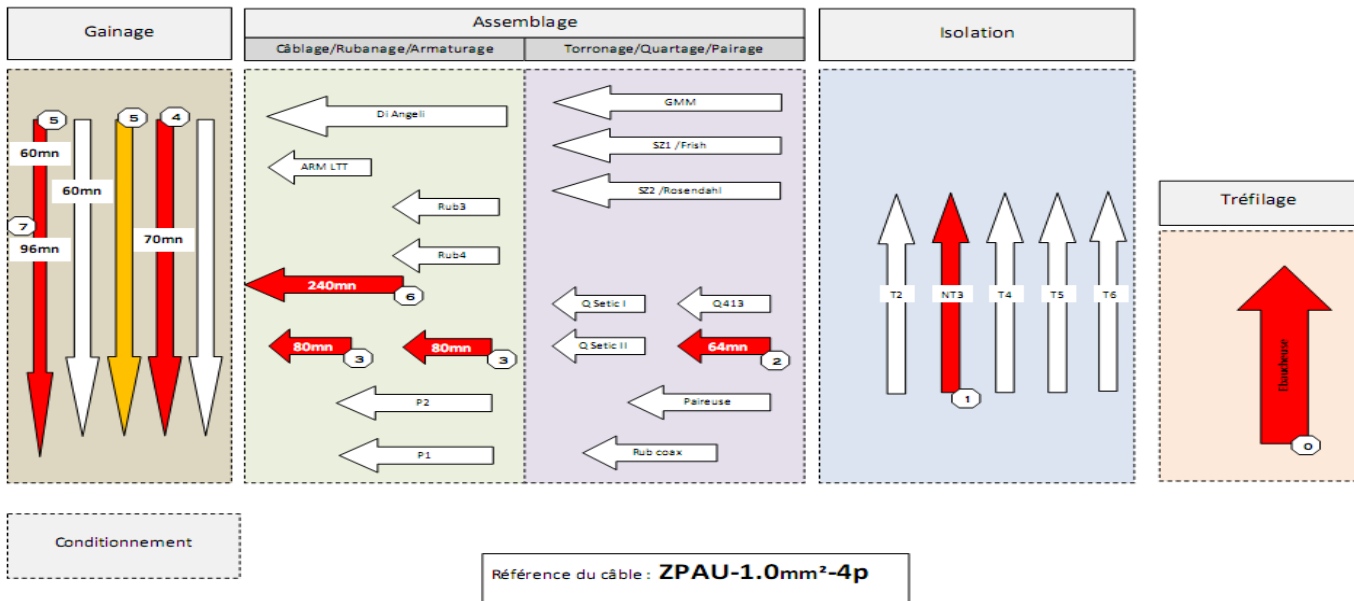 Gainage
Assemblage
Câblage/Rubanage/Armaturage
Torronage/Quartage/Pairage
Isolation
Tréfilage
5
5
4
60mn
60mn
7
96mn
70mn
Di Angeli
ARM LTT
Rub3
Rub4
240mn
6
80mn
3
80mn
3
P2
P1
GMM
SZ1 /Frish
SZ2 /Rosendahl
Q Setic I
Q413
Q Setic II
64mn
2
Paireuse
Rub coax
T2
NT3
T4
T5
T6
1
Ebaucheuse
0
Conditionnement
Référence du câble : ZPAU-1.0mm²-4p